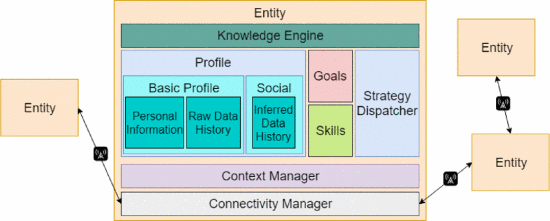 Entity
Knowledge Engine
Profile
Basic Profile
Personal
Information
Raw Data
History
Social
Inferred
Data
History
Goals
Skills
Strategy
Dispatcher
Context Manager
Connectivity Manager
Entity
Entity
Entity